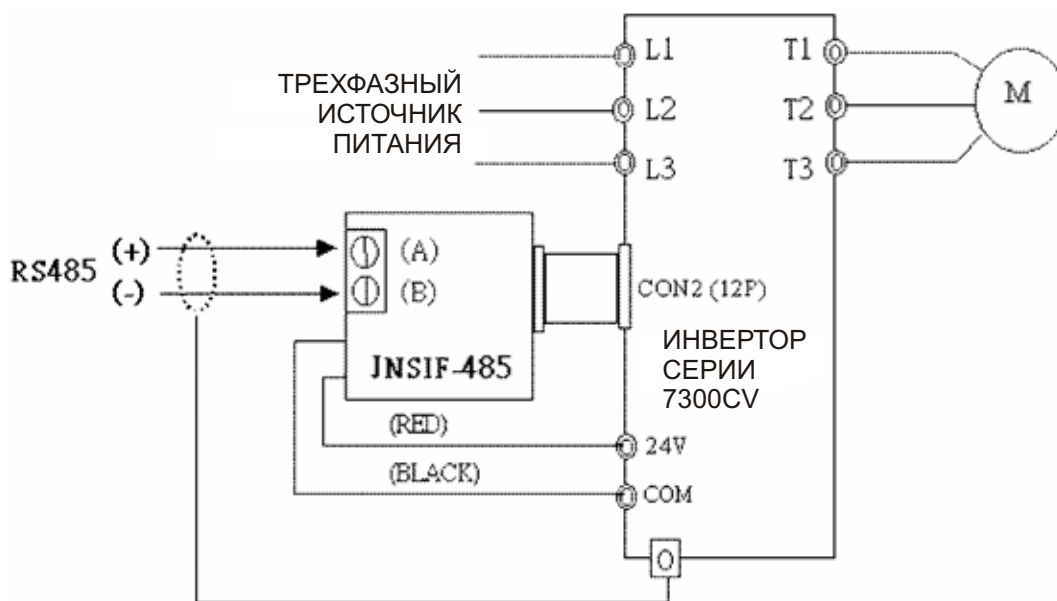 L1
T1
ТРЕХФАЗНЫЙ
ИСТОЧНИК
ПИТАНИЯ
L2
T2
M
L3
T3
RS485
(+)
(-)
(A)
(B)
JNSIF-485
CON2 (12P)
ИНВЕРТОР
СЕРИИ
7300CV
(RED)
24V
(BLACK)
COM
O